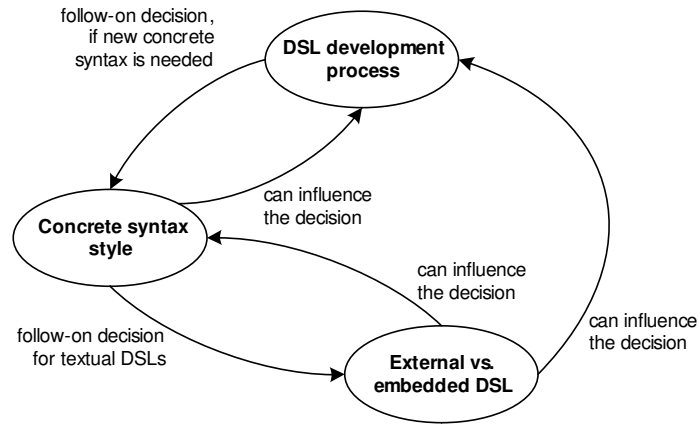 follow-on decision,
if new concrete
syntax is needed
DSL development
process
can influence
the decision
Concrete syntax
style
can influence
the decision
follow-on decision
for textual DSLs
External vs.
embedded DSL
can influence
the decision